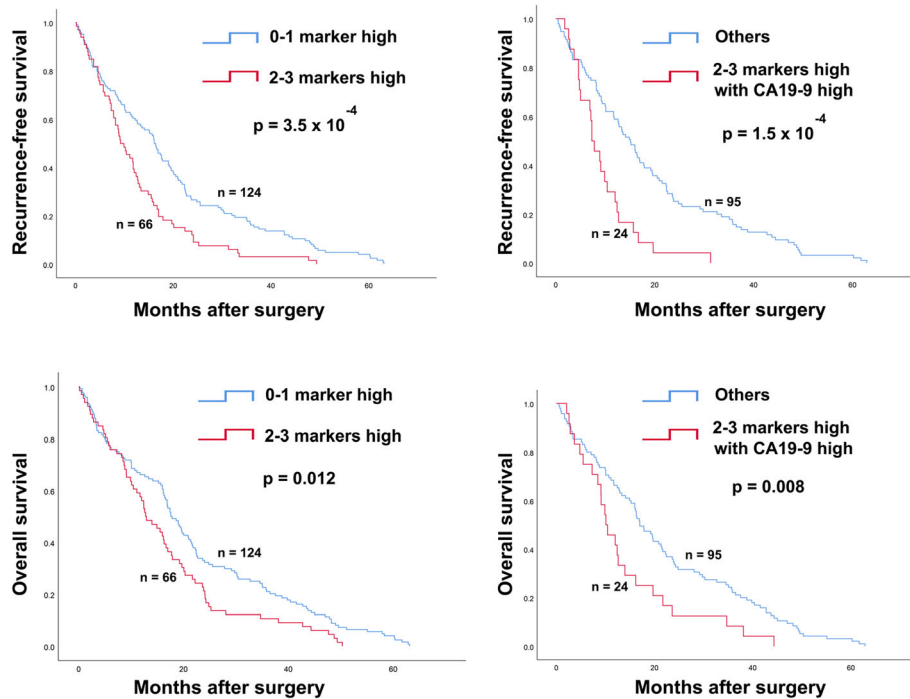 Recurrence-free survival
1.0
0.8
0.6
0.4
0.2
0.0
0-1 marker high
2-3 markers high
p = 3.5 x 10⁻⁴
n = 124
n = 66
0 20 40 60
Months after surgery
Recurrence-free survival
1.0
0.8
0.6
0.4
0.2
0.0
Others
2-3 markers high
with CA19-9 high
p = 1.5 x 10⁻⁴
n = 95
n = 24
0 20 40 60
Months after surgery
Overall survival
1.0
0.8
0.6
0.4
0.2
0.0
0-1 marker high
2-3 markers high
p = 0.012
n = 124
n = 66
0 20 40 60
Months after surgery
Overall survival
1.0
0.8
0.6
0.4
0.2
0.0
Others
2-3 markers high
with CA19-9 high
p = 0.008
n = 95
n = 24
0 20 40 60
Months after surgery